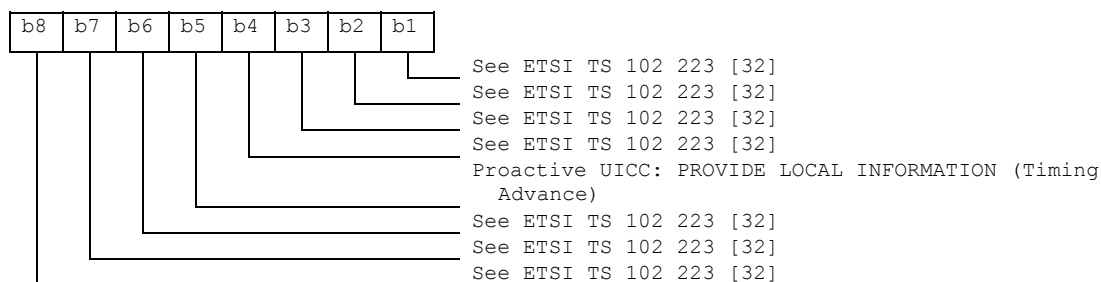 b8 b7 b6 b5 b4 b3 b2 b1
See ETSI TS 102 223 [32]
See ETSI TS 102 223 [32]
See ETSI TS 102 223 [32]
See ETSI TS 102 223 [32]
Proactive UICC: PROVIDE LOCAL INFORMATION (Timing
Advance)
See ETSI TS 102 223 [32]
See ETSI TS 102 223 [32]
See ETSI TS 102 223 [32]